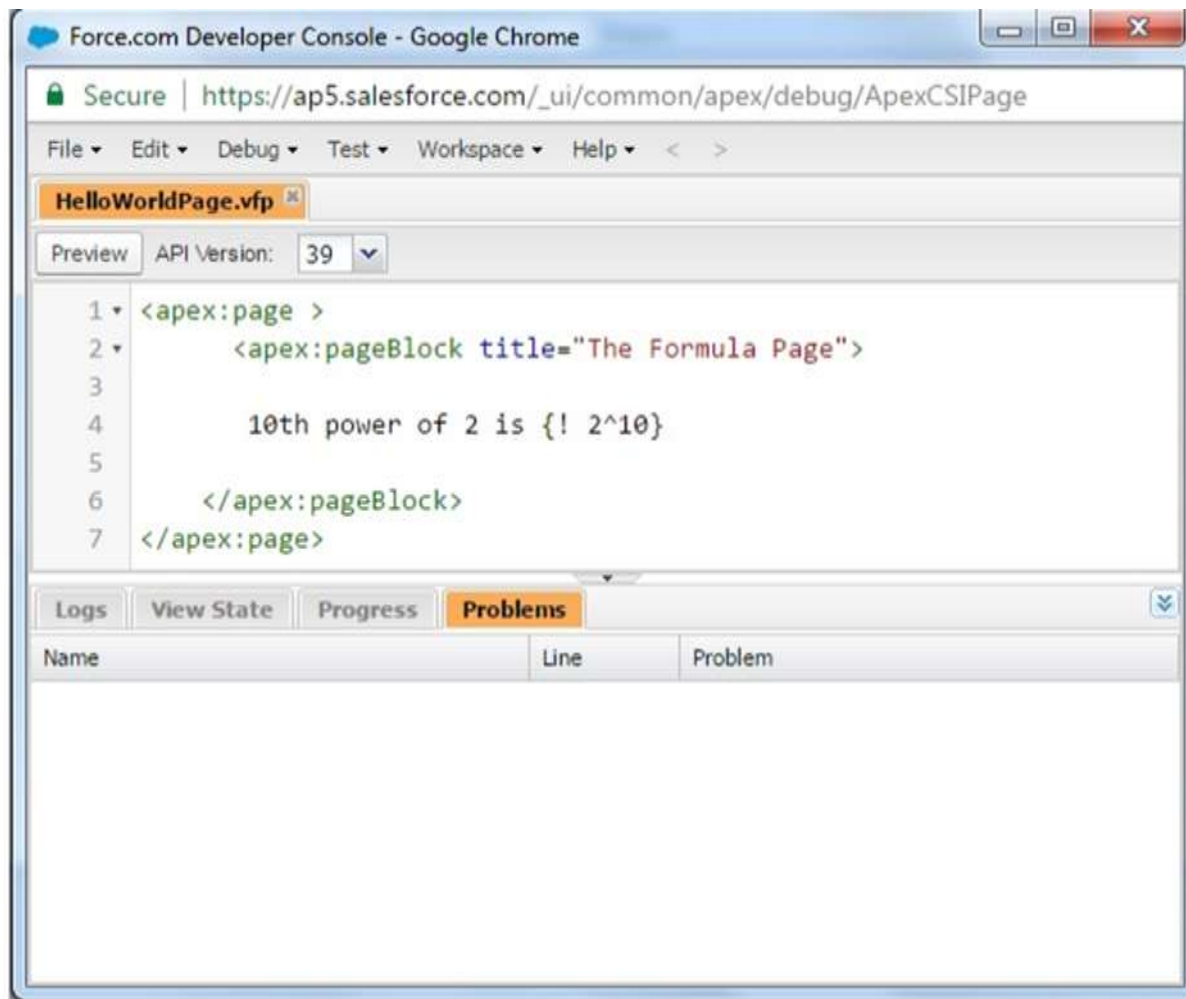 Force.com Developer Console - Google Chrome
Secure | https://ap5.salesforce.com/_ui/common/apex/debug/ApexCSIPage
File Edit Debug Test Workspace Help < >
HelloWorldPage.vfp
Preview API Version: 39
1 <apex:page >
2 <apex:pageBlock title="The Formula Page">
3
4 10th power of 2 is {! 2^10}
5
6 </apex:pageBlock>
7 </apex:page>
Logs View State Progress Problems
Name Line Problem